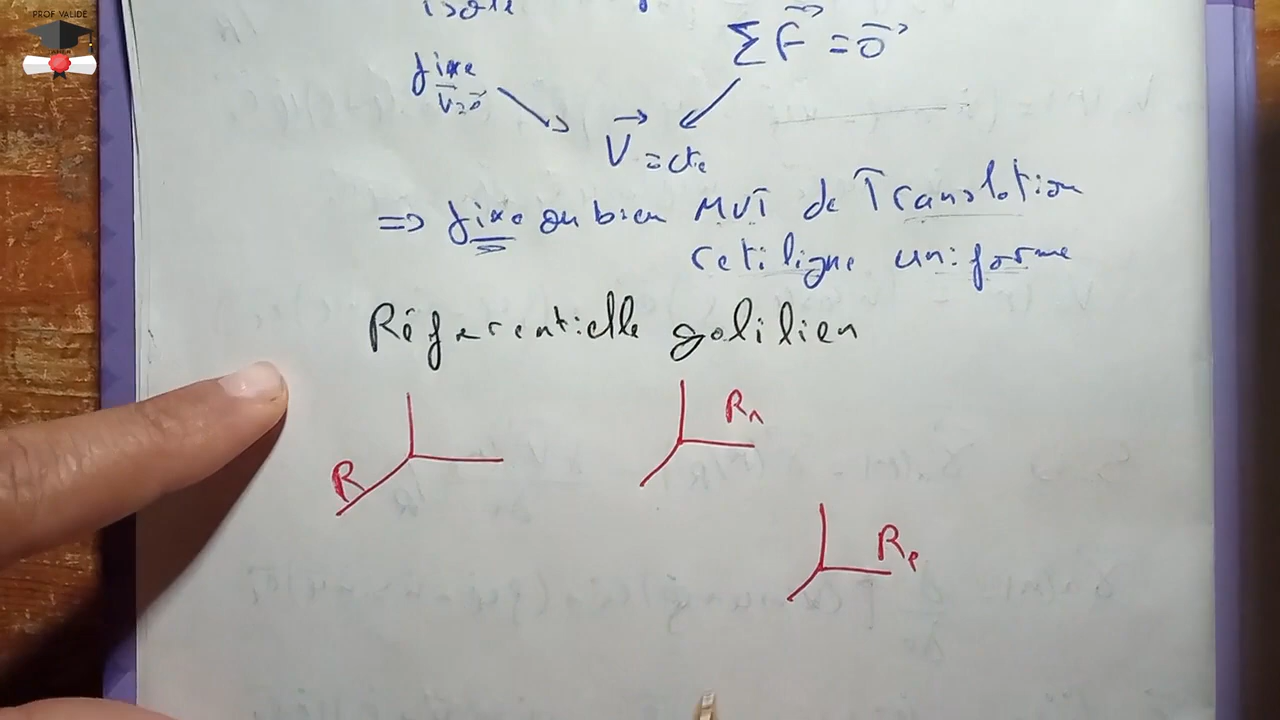 PROF VALIDE
isolé
ΣF⃗ = 0⃗
fixe
V⃗=0⃗
V⃗ = cte
=> fixe ou bien MVT de Translation
retiligne uniforme
Référentielle galilien
R
R1
R2